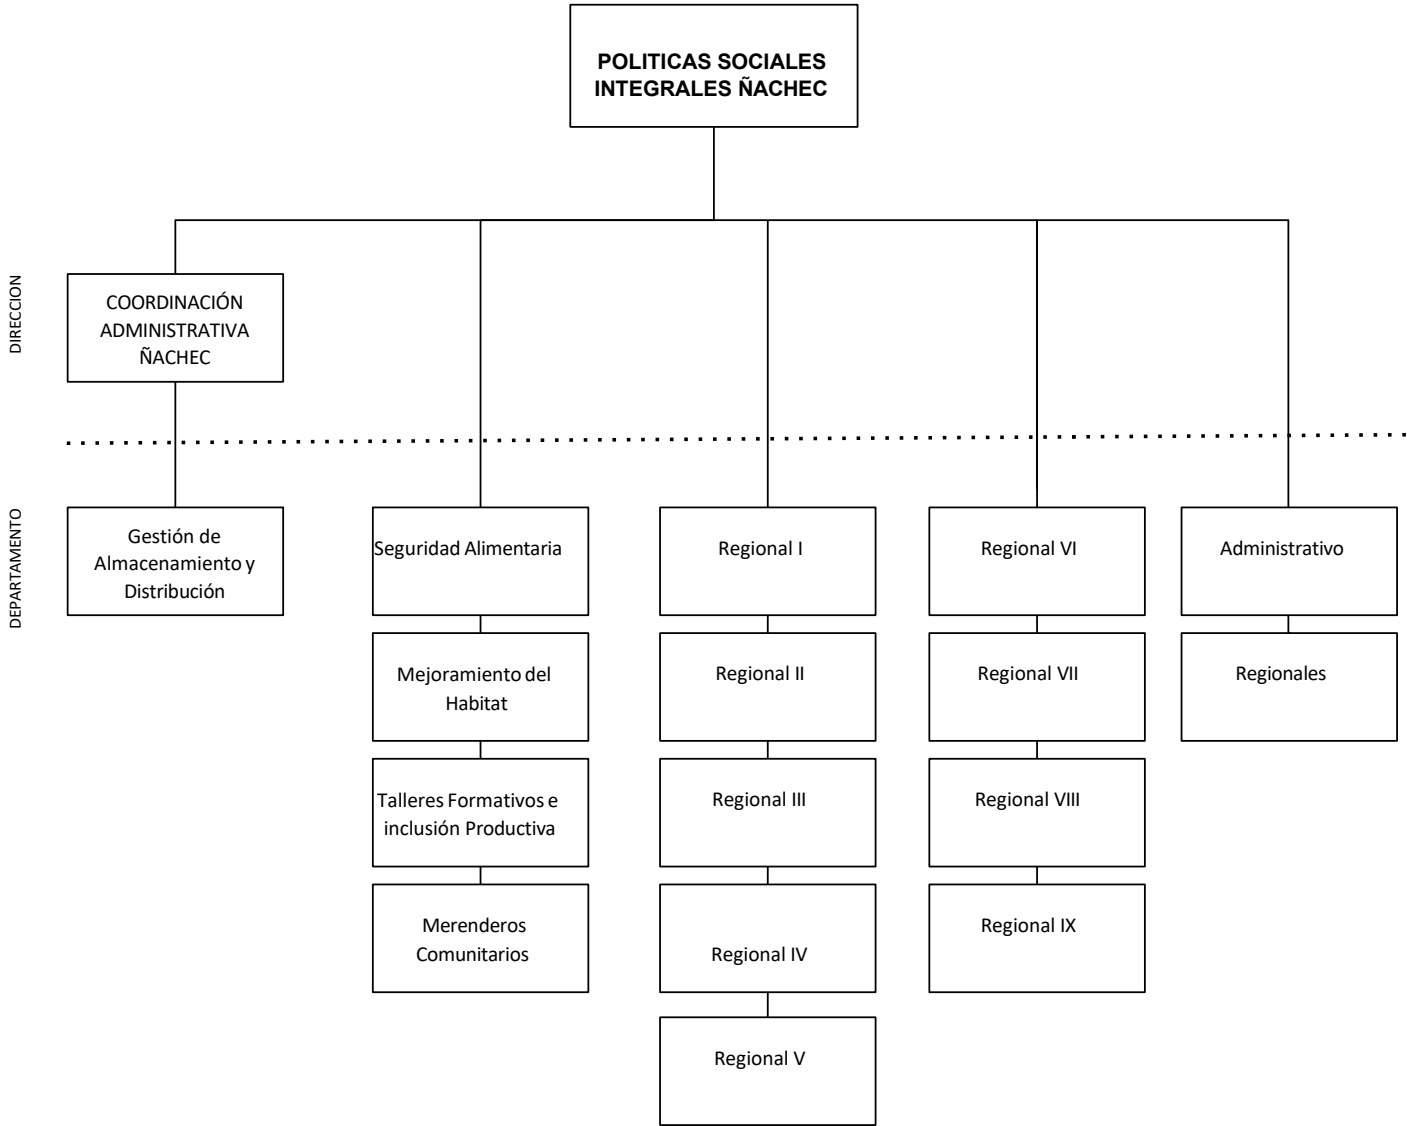 POLITICAS SOCIALES
INTEGRALES ÑACHEC
DIRECCION
COORDINACIÓN
ADMINISTRATIVA
ÑACHEC
DEPARTAMENTO
Gestión de
Almacenamiento y
Distribución
Seguridad Alimentaria
Mejoramiento del
Habitat
Talleres Formativos e
inclusión Productiva
Merenderos
Comunitarios
Regional I
Regional II
Regional III
Regional IV
Regional V
Regional VI
Regional VII
Regional VIII
Regional IX
Administrativo
Regionales